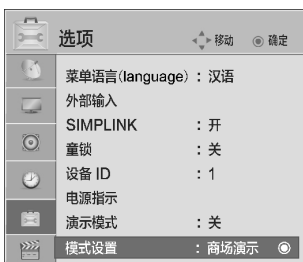 选项 移动 确定
菜单语言(language) : 汉语
外部输入
SIMPLINK : 开
童锁 : 关
设备 ID : 1
电源指示
演示模式 : 关
模式设置 : 商场演示